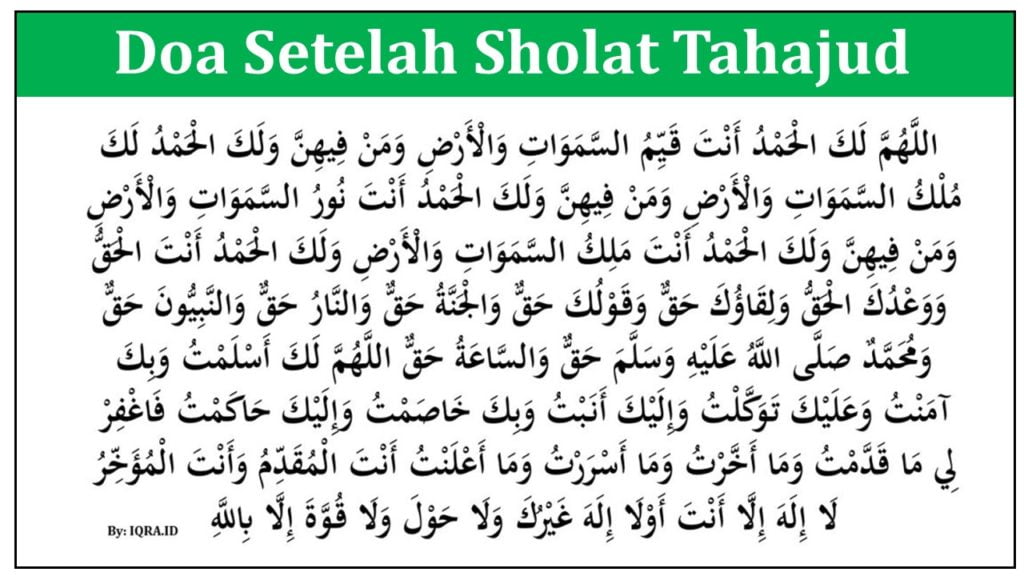 Doa Setelah Sholat Tahajud
اللَّهُمَّ لَكَ الْحَمْدُ أَنْتَ قَيِّمُ السَّمَوَاتِ وَالْأَرْضِ وَمَنْ فِيهِنَّ وَلَكَ الْحَمْدُ لَكَ
مُلْكُ السَّمَوَاتِ وَالْأَرْضِ وَمَنْ فِيهِنَّ وَلَكَ الْحَمْدُ أَنْتَ نُورُ السَّمَوَاتِ وَالْأَرْضِ
وَمَنْ فِيهِنَّ وَلَكَ الْحَمْدُ أَنْتَ مَلِكُ السَّمَوَاتِ وَالْأَرْضِ وَلَكَ الْحَمْدُ أَنْتَ الْحَقُّ
وَوَعْدُكَ الْحَقُّ وَلِقَاؤُكَ حَقٌّ وَقَوْلُكَ حَقٌّ وَالْجَنَّةُ حَقٌّ وَالنَّارُ حَقٌّ وَالنَّبِيُّونَ حَقٌّ
وَمُحَمَّدٌ صَلَّى اللَّهُ عَلَيْهِ وَسَلَّمَ حَقٌّ وَالسَّاعَةُ حَقٌّ اللَّهُمَّ لَكَ أَسْلَمْتُ وَبِكَ
آمَنْتُ وَعَلَيْكَ تَوَكَّلْتُ وَإِلَيْكَ أَنَبْتُ وَبِكَ خَاصَمْتُ وَإِلَيْكَ حَاكَمْتُ فَاغْفِرْ
لِي مَا قَدَّمْتُ وَمَا أَخَّرْتُ وَمَا أَسْرَرْتُ وَمَا أَعْلَنْتُ أَنْتَ الْمُقَدِّمُ وَأَنْتَ الْمُؤَخِّرُ
لَا إِلَهَ إِلَّا أَنْتَ أَوْلَا إِلَهَ غَيْرُكَ وَلَا حَوْلَ وَلَا قُوَّةَ إِلَّا بِاللَّهِ
By: IQRA.ID